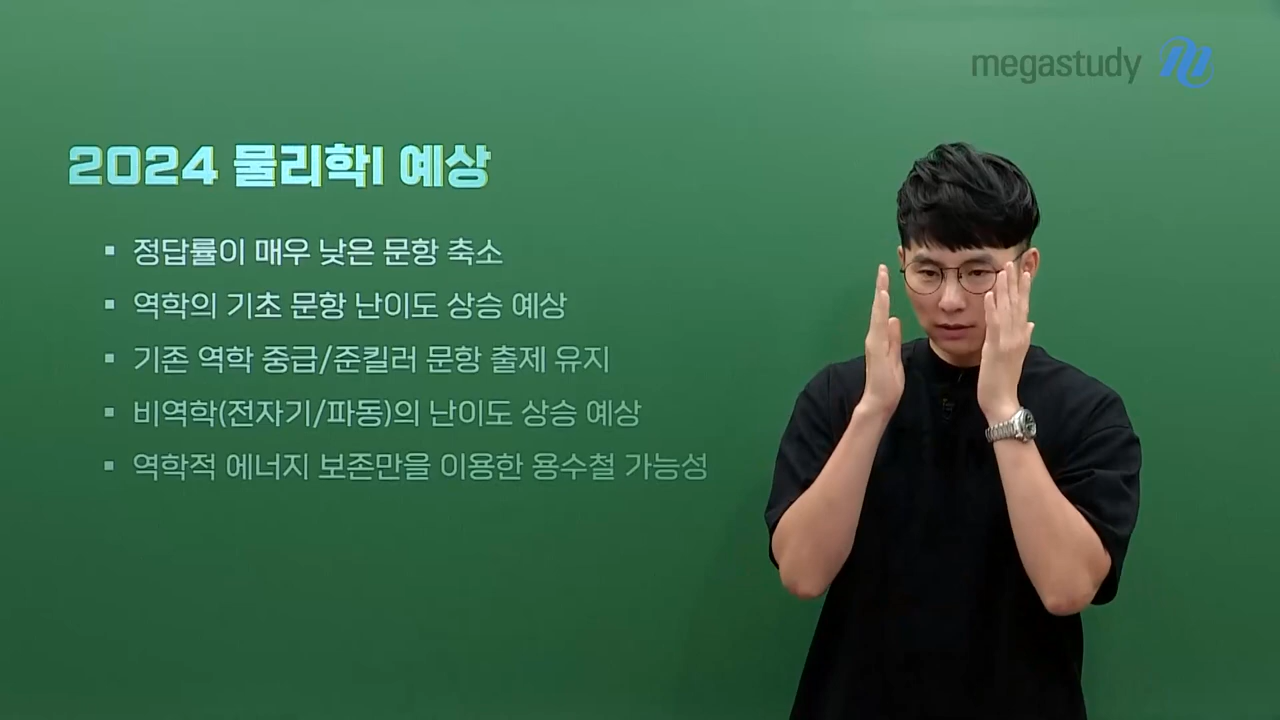 megastudy
2024 물리학I 예상
▪ 정답률이 매우 낮은 문항 축소
▪ 역학의 기초 문항 난이도 상승 예상
▪ 기존 역학 중급/준킬러 문항 출제 유지
▪ 비역학(전자기/파동)의 난이도 상승 예상
▪ 역학적 에너지 보존만을 이용한 용수철 가능성